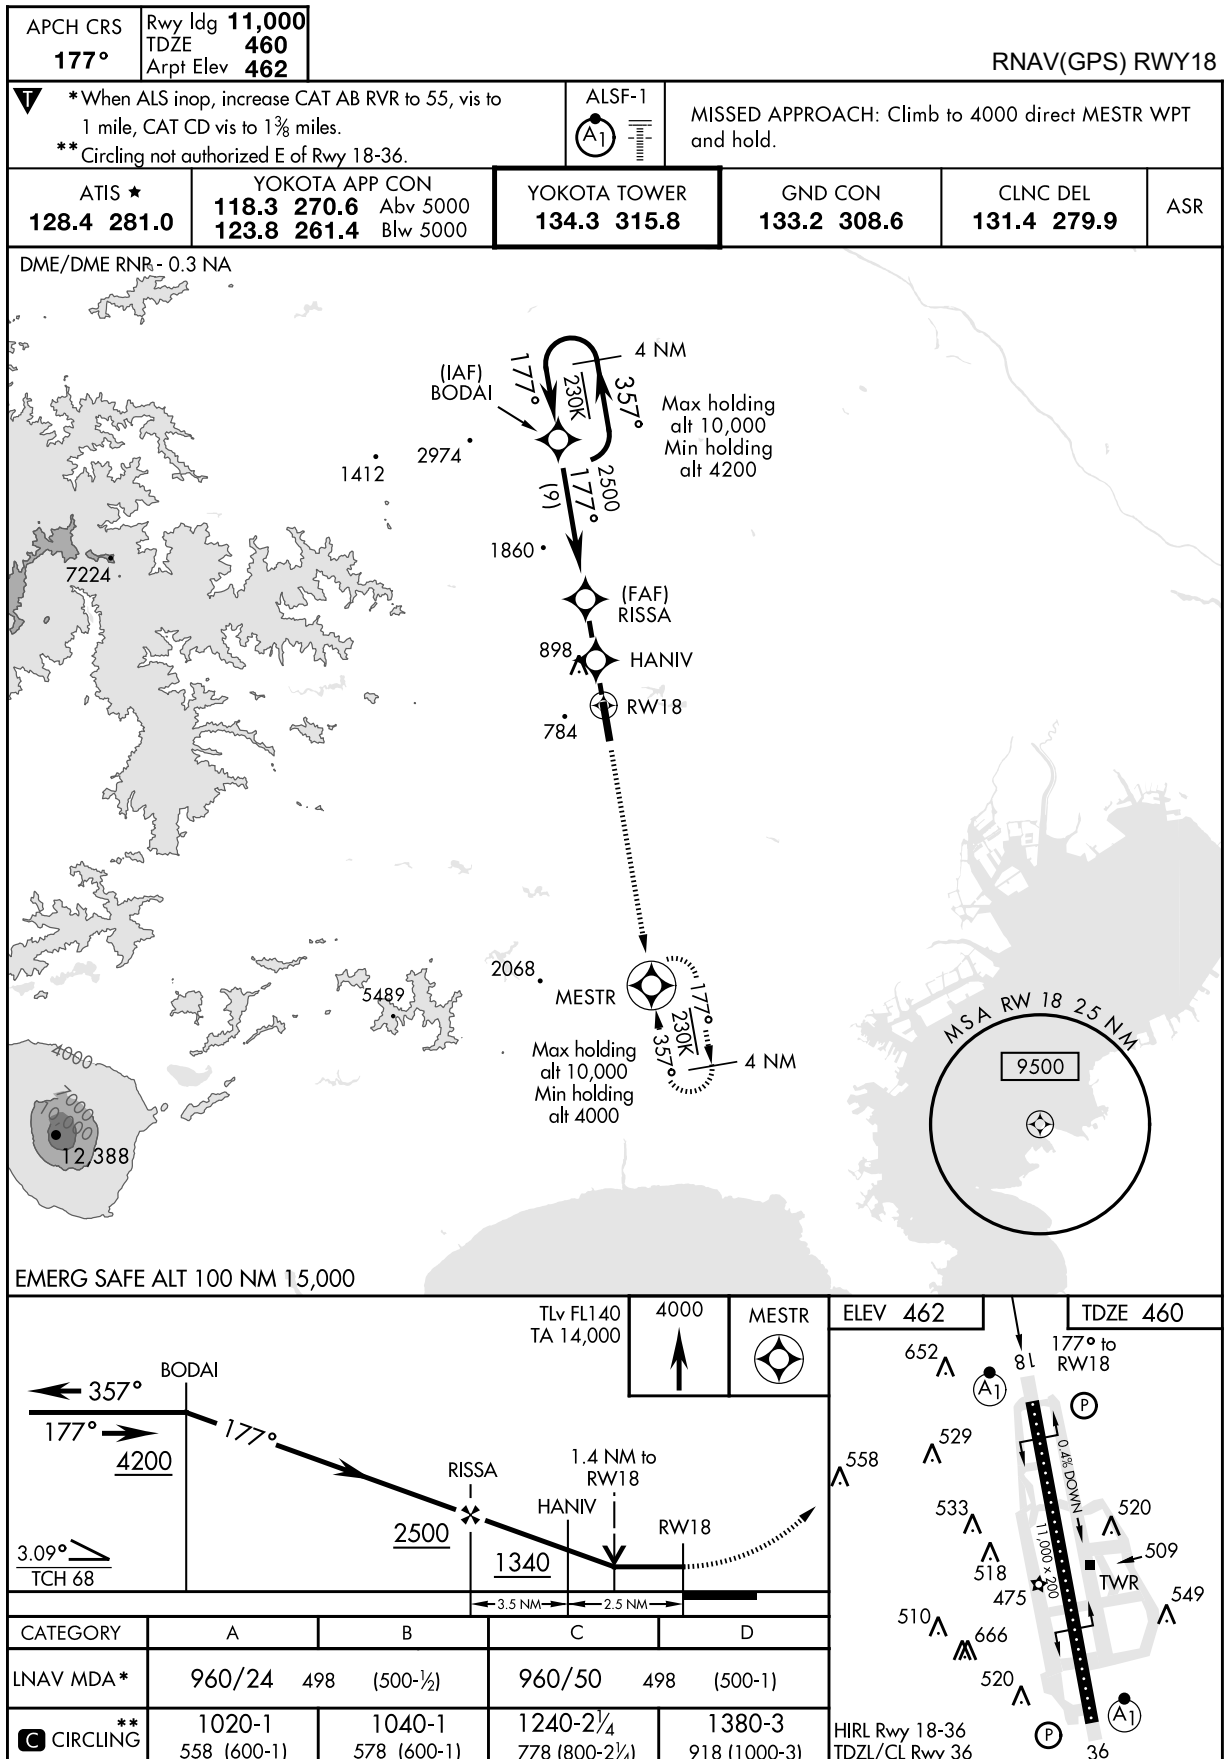 APCH CRS
177°
Rwy ldg 11,000
TDZE 460
Arpt Elev 462
RNAV(GPS) RWY18
T
*When ALS inop, increase CAT AB RVR to 55, vis to
1 mile, CAT CD vis to 1⅜ miles.
**Circling not authorized E of Rwy 18-36.
ALSF-1
A1
MISSED APPROACH: Climb to 4000 direct MESTR WPT
and hold.
ATIS ★
128.4 281.0
YOKOTA APP CON
118.3 270.6 Abv 5000
123.8 261.4 Blw 5000
YOKOTA TOWER
134.3 315.8
GND CON
133.2 308.6
CLNC DEL
131.4 279.9
ASR
DME/DME RNP - 0.3 NA
4 NM
(IAF)
BODAI
177°
230K
357°
Max holding
alt 10,000
Min holding
alt 4200
2974
1412
2500
177°
(9)
1860
7224
(FAF)
RISSA
898
HANIV
RW18
784
2068
MESTR
5489
177°
230K
357°
4 NM
Max holding
alt 10,000
Min holding
alt 4000
MSA RW 18 25 NM
9500
4000
7000
10000
12,388
EMERG SAFE ALT 100 NM 15,000
TLv FL140
TA 14,000
4000
MESTR
BODAI
357°
177°
4200
177°
RISSA
2500
HANIV
1340
1.4 NM to
RW18
RW18
3.09°
TCH 68
3.5 NM
2.5 NM
CATEGORY A B C D
LNAV MDA* 960/24 498 (500-½) 960/50 498 (500-1)
C CIRCLING ** 1020-1 1040-1 1240-2¼ 1380-3
558 (600-1) 578 (600-1) 778 (800-2¼) 918 (1000-3)
ELEV 462
TDZE 460
177° to
RW18
18
652
A1
P
529
558
0.4% DOWN
533
520
518
509
TWR
11,000 x 200
475
549
510
666
520
A1
P
36
HIRL Rwy 18-36
TDZL/CL Rwy 36